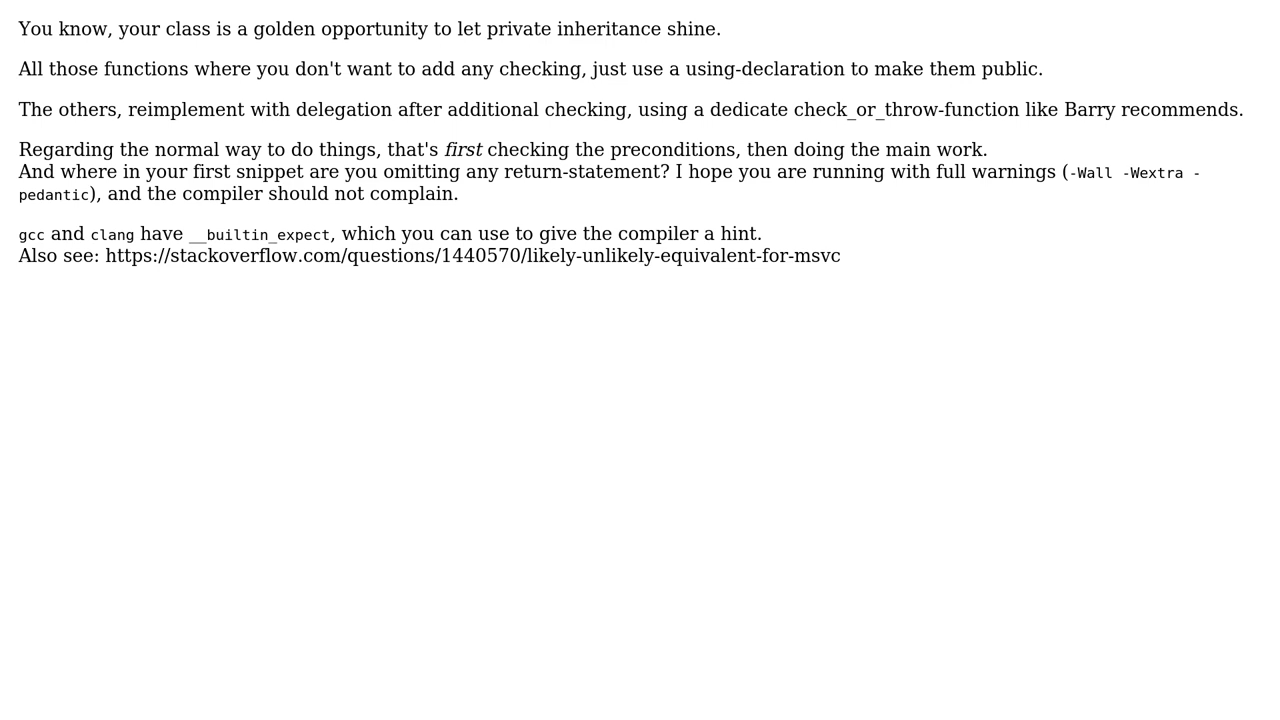 You know, your class is a golden opportunity to let private inheritance shine.
All those functions where you don't want to add any checking, just use a using-declaration to make them public.
The others, reimplement with delegation after additional checking, using a dedicate check_or_throw-function like Barry recommends.
Regarding the normal way to do things, that's first checking the preconditions, then doing the main work.
And where in your first snippet are you omitting any return-statement? I hope you are running with full warnings (-Wall -Wextra -
pedantic), and the compiler should not complain.
gcc and clang have __builtin_expect, which you can use to give the compiler a hint.
Also see: https://stackoverflow.com/questions/1440570/likely-unlikely-equivalent-for-msvc